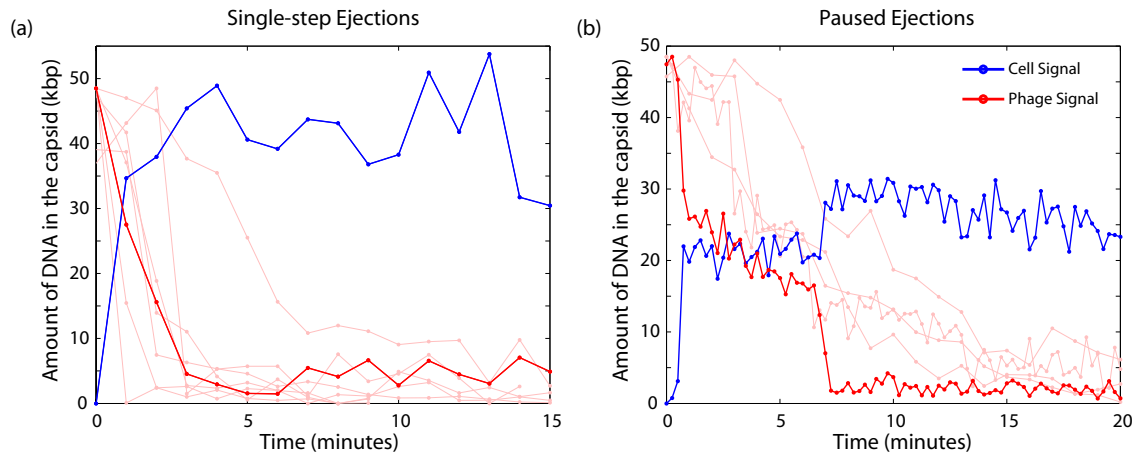 Single-step Ejections
Paused Ejections
(a)
(b)
Amount of DNA in the capsid (kbp)
50
40
30
20
10
0
0
5
10
15
Time (minutes)
Amount of DNA in the capsid (kbp)
50
40
30
20
10
0
0
5
10
15
20
Time (minutes)
Cell Signal
Phage Signal